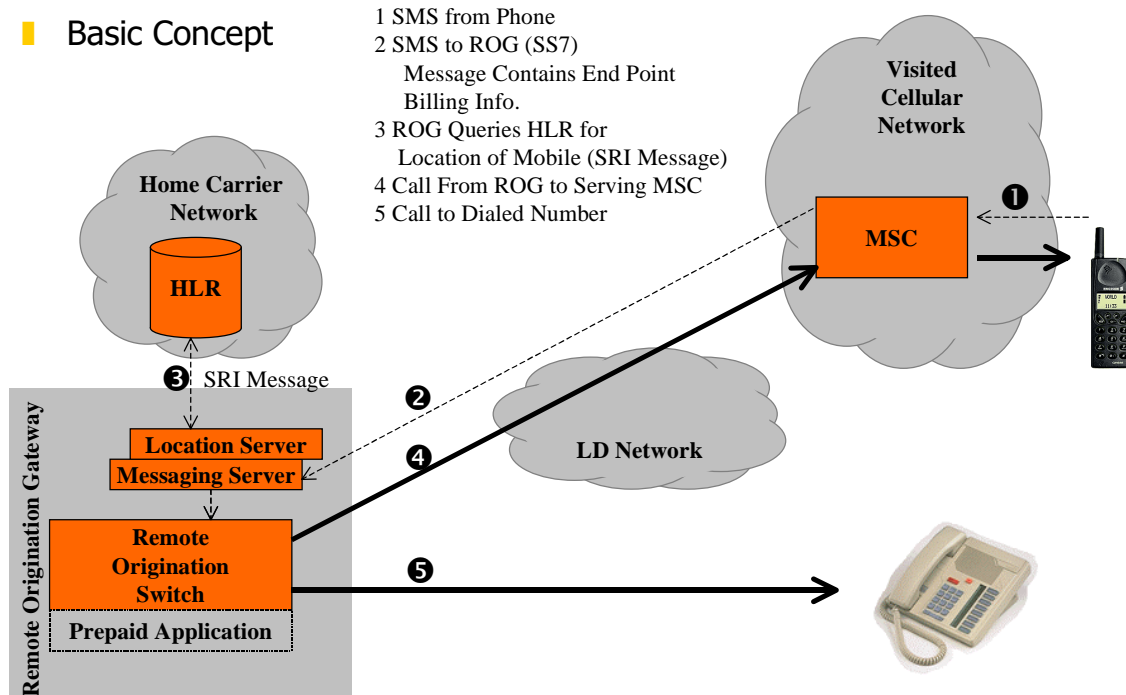 Basic Concept
1 SMS from Phone
2 SMS to ROG (SS7)
Message Contains End Point
Billing Info.
3 ROG Queries HLR for
Location of Mobile (SRI Message)
4 Call From ROG to Serving MSC
5 Call to Dialed Number
Visited
Cellular
Network
Home Carrier
Network
HLR
MSC
❶
❸ SRI Message
❷
❹
LD Network
Remote Origination Gateway
Location Server
Messaging Server
Remote
Origination
Switch
Prepaid Application
❺